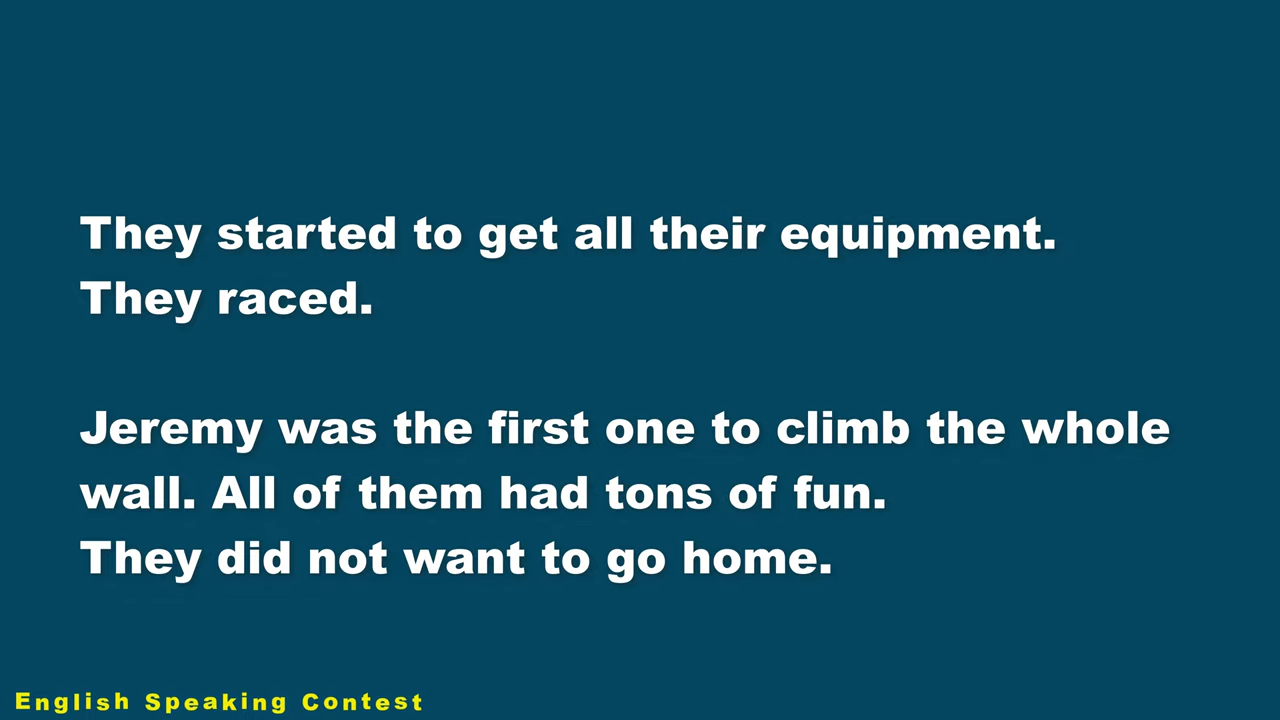 They started to get all their equipment.
They raced.
Jeremy was the first one to climb the whole
wall. All of them had tons of fun.
They did not want to go home.
English Speaking Contest